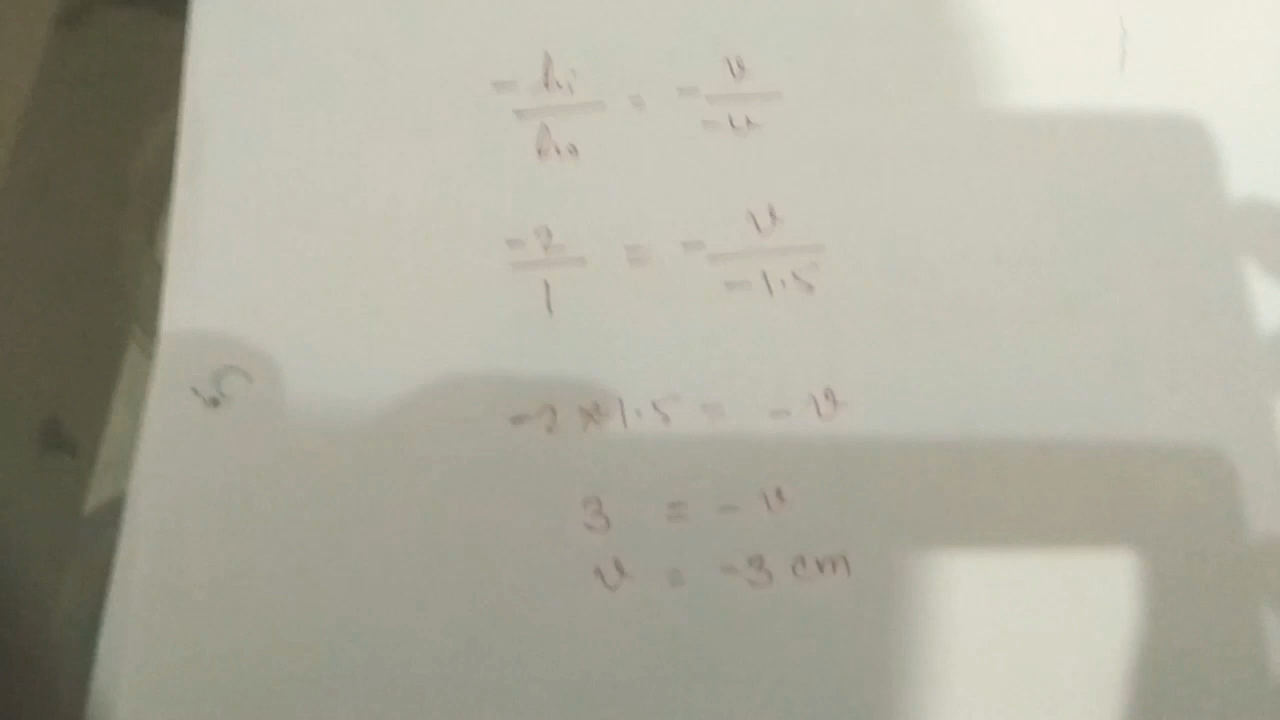 - hi/ho = - v/-u
-2/1 = - v/-1.5
-2 x 1.5 = - v
3 = - v
v = -3 cm